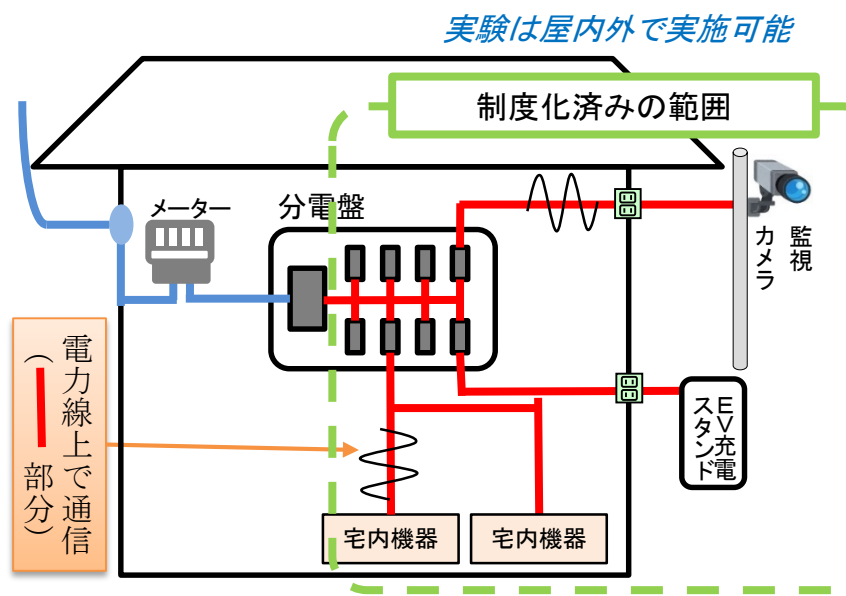 実験は屋内外で実施可能
制度化済みの範囲
メーター
分電盤
監視
カメラ
電力線上で通信
(━部分)
EV充電
スタンド
宅内機器
宅内機器